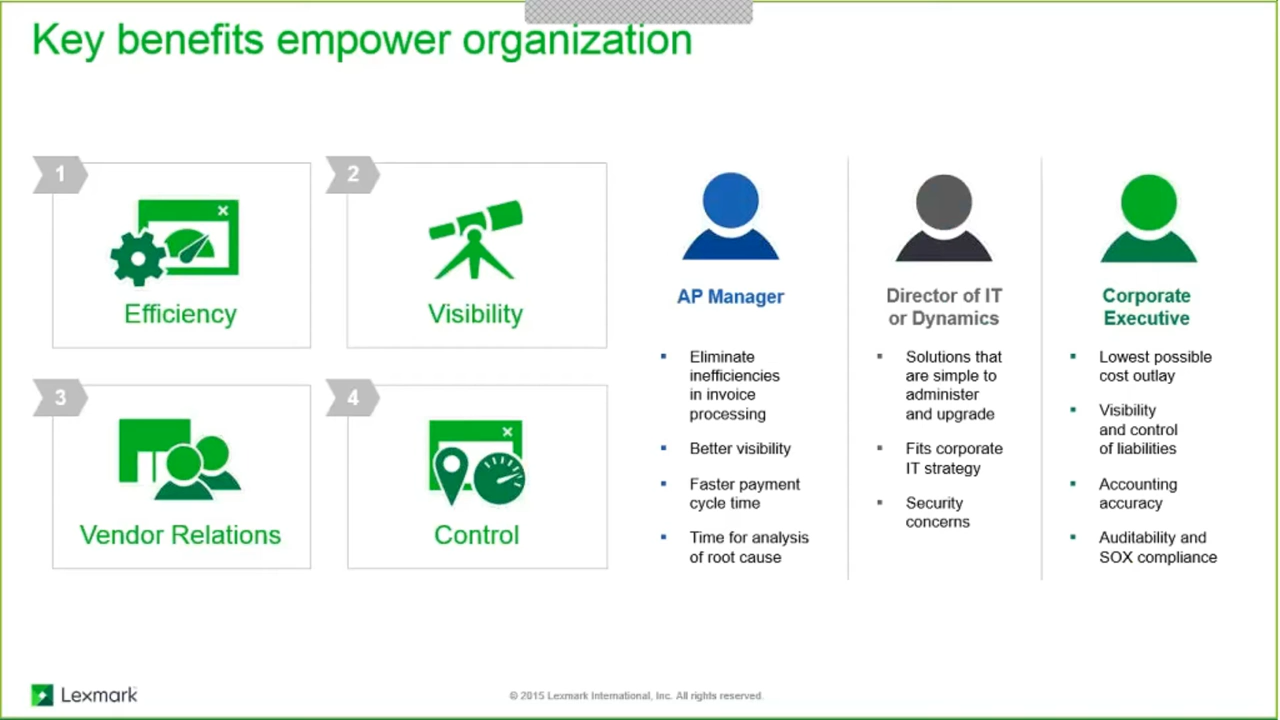 Key benefits empower organization
1
Efficiency
2
Visibility
3
Vendor Relations
4
Control
AP Manager
▪ Eliminate
inefficiencies
in invoice
processing
▪ Better visibility
▪ Faster payment
cycle time
▪ Time for analysis
of root cause
Director of IT
or Dynamics
▪ Solutions that
are simple to
administer
and upgrade
▪ Fits corporate
IT strategy
▪ Security
concerns
Corporate
Executive
▪ Lowest possible
cost outlay
▪ Visibility
and control
of liabilities
▪ Accounting
accuracy
▪ Auditability and
SOX compliance
Lexmark
© 2015 Lexmark International, Inc. All rights reserved.